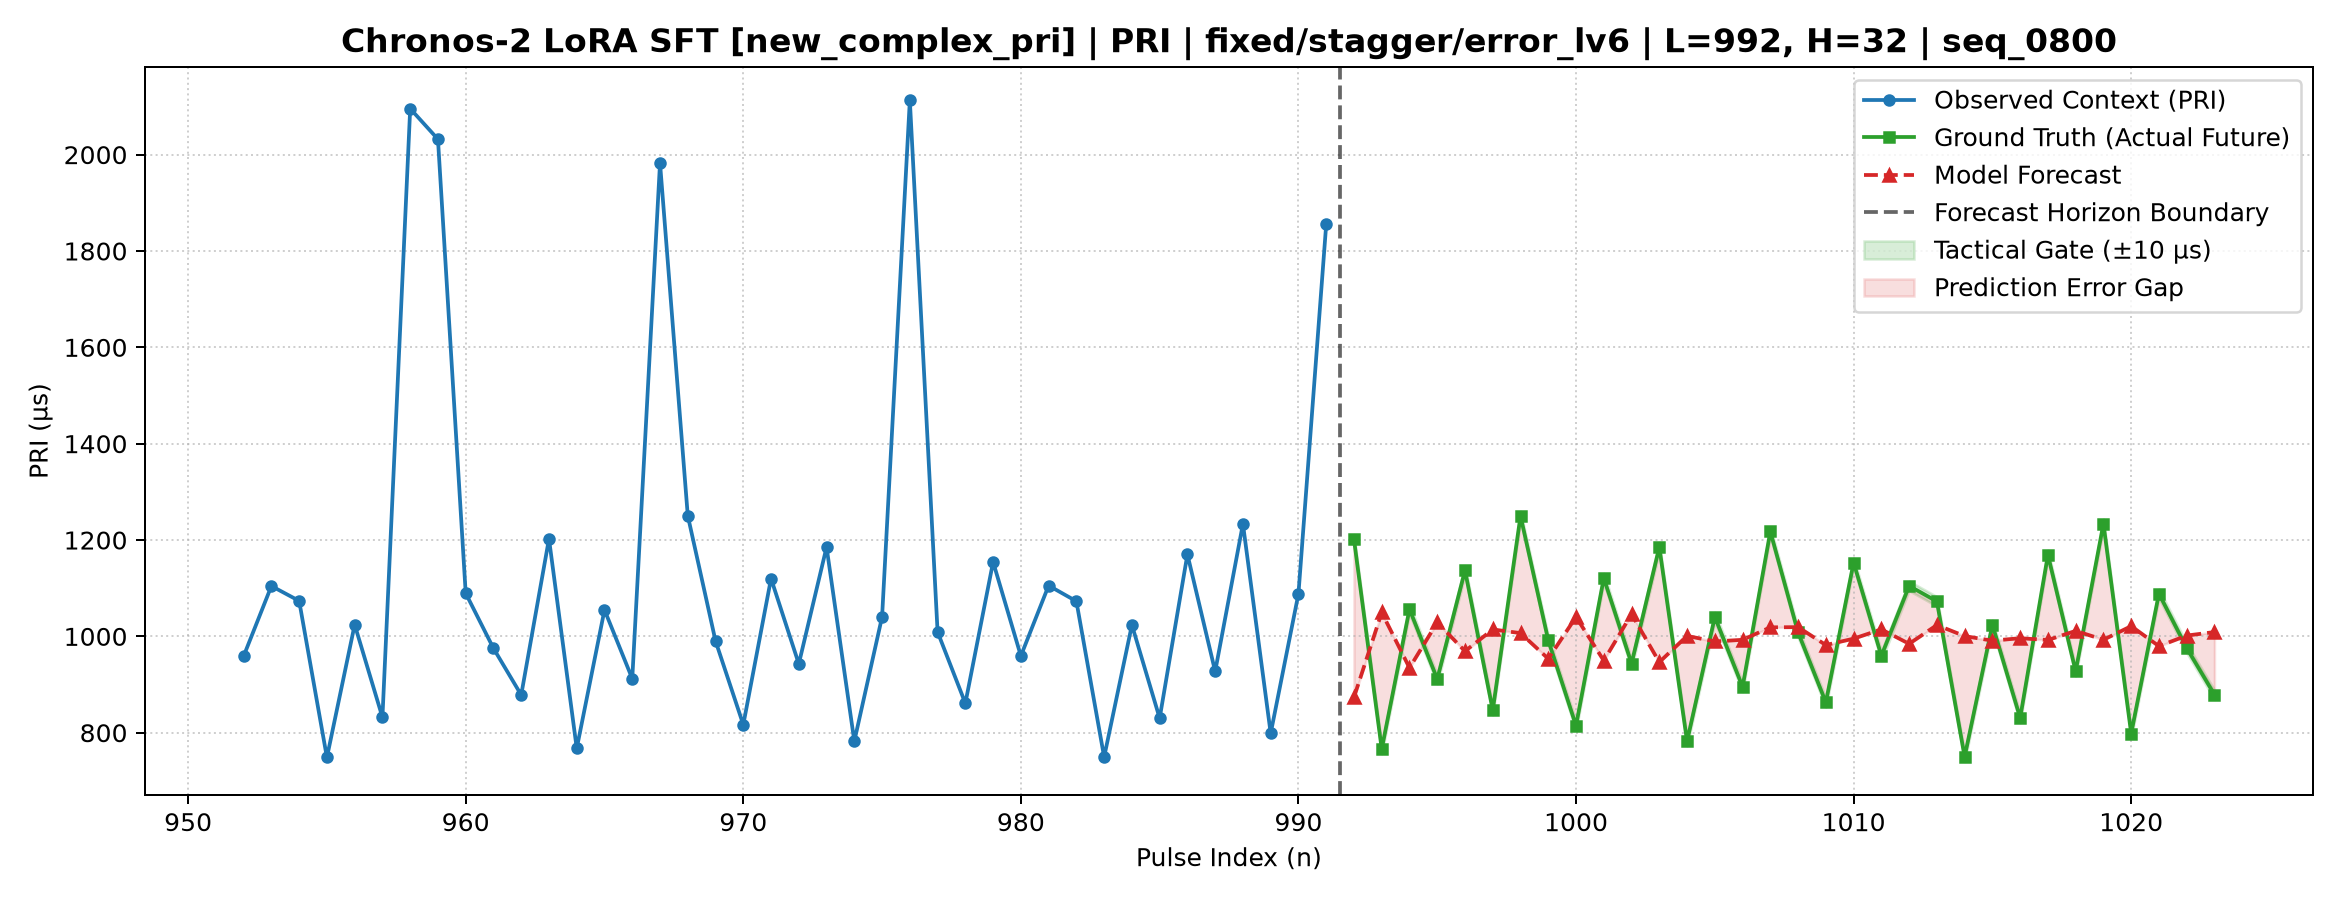 Chronos-2 LoRA SFT [new_complex_pri] | PRI | fixed/stagger/error_lv6 | L=992, H=32 | seq_0800
Observed Context (PRI)
Ground Truth (Actual Future)
Model Forecast
Forecast Horizon Boundary
Tactical Gate (±10 μs)
Prediction Error Gap
PRI (μs)
2000
1800
1600
1400
1200
1000
800
950 960 970 980 990 1000 1010 1020
Pulse Index (n)